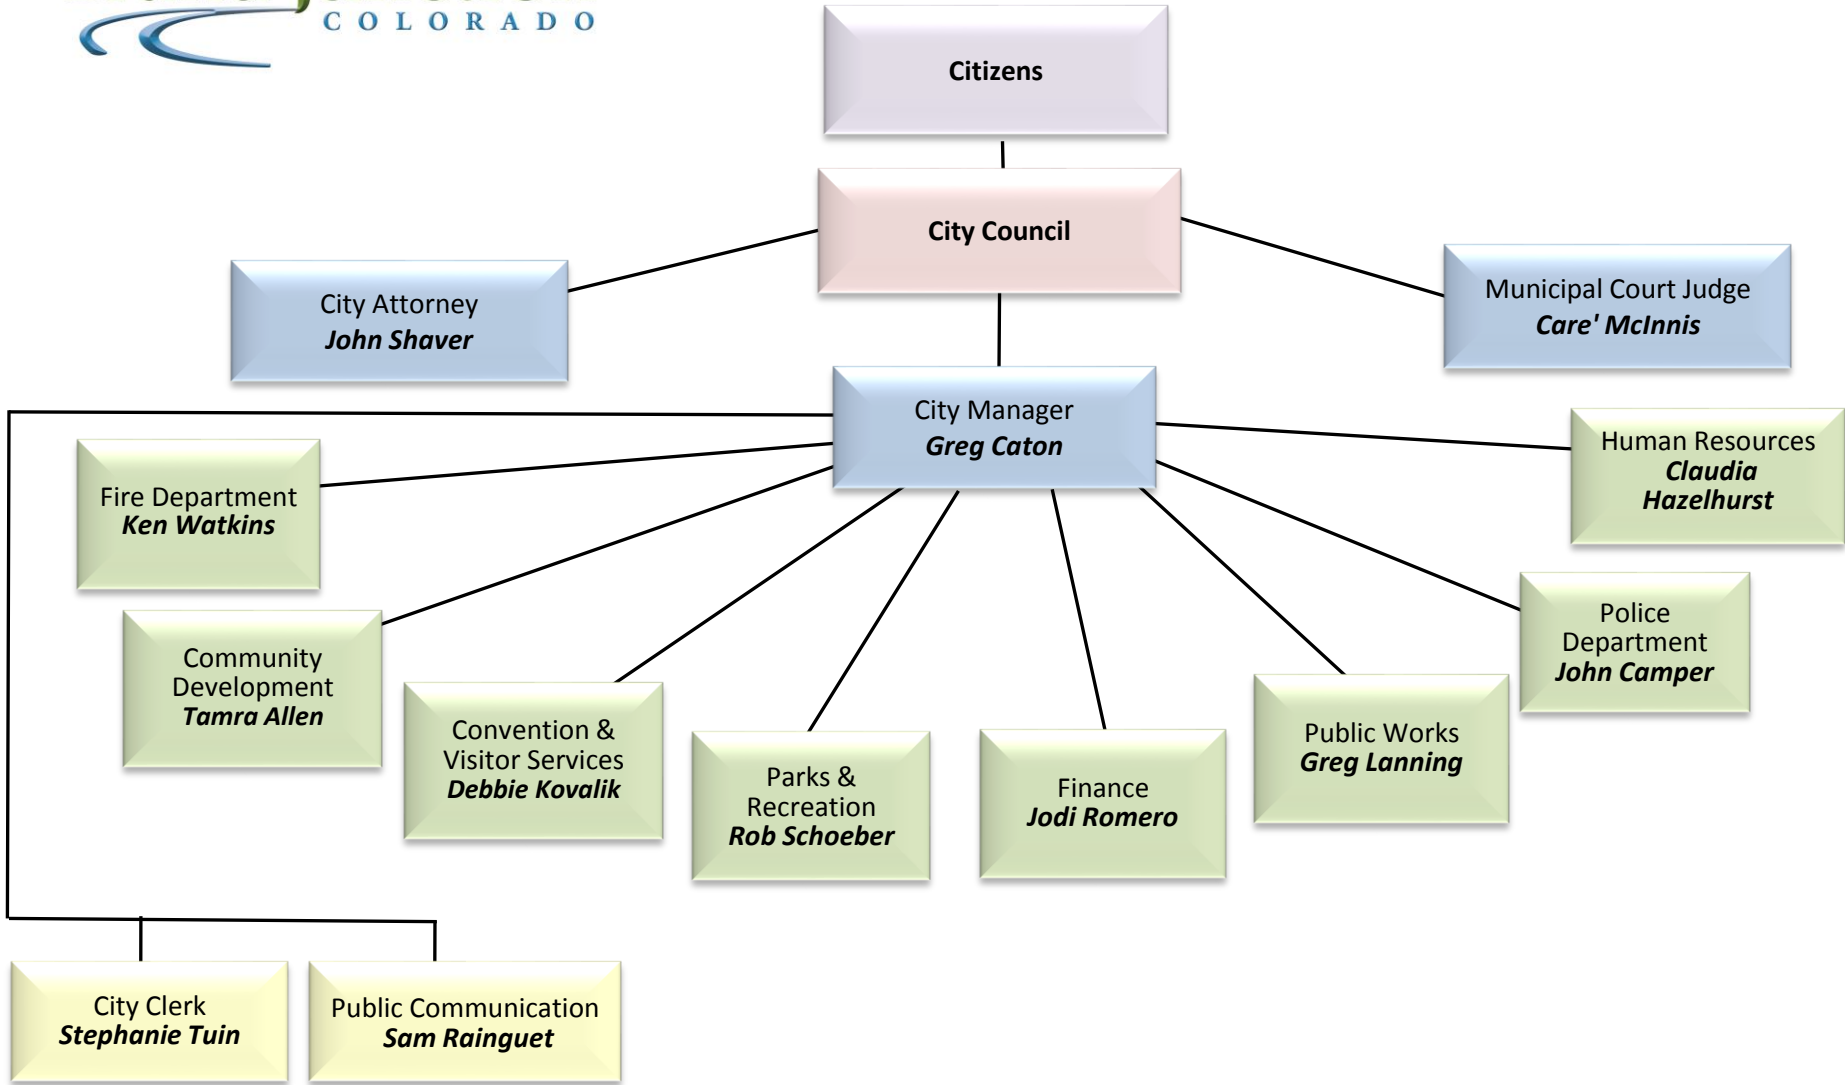 COLORADO
Citizens
City Council
City Attorney
John Shaver
Municipal Court Judge
Care' McInnis
City Manager
Greg Caton
Human Resources
Claudia
Hazelhurst
Fire Department
Ken Watkins
Police
Department
John Camper
Community
Development
Tamra Allen
Convention &
Visitor Services
Debbie Kovalik
Parks &
Recreation
Rob Schoeber
Finance
Jodi Romero
Public Works
Greg Lanning
City Clerk
Stephanie Tuin
Public Communication
Sam Rainguet